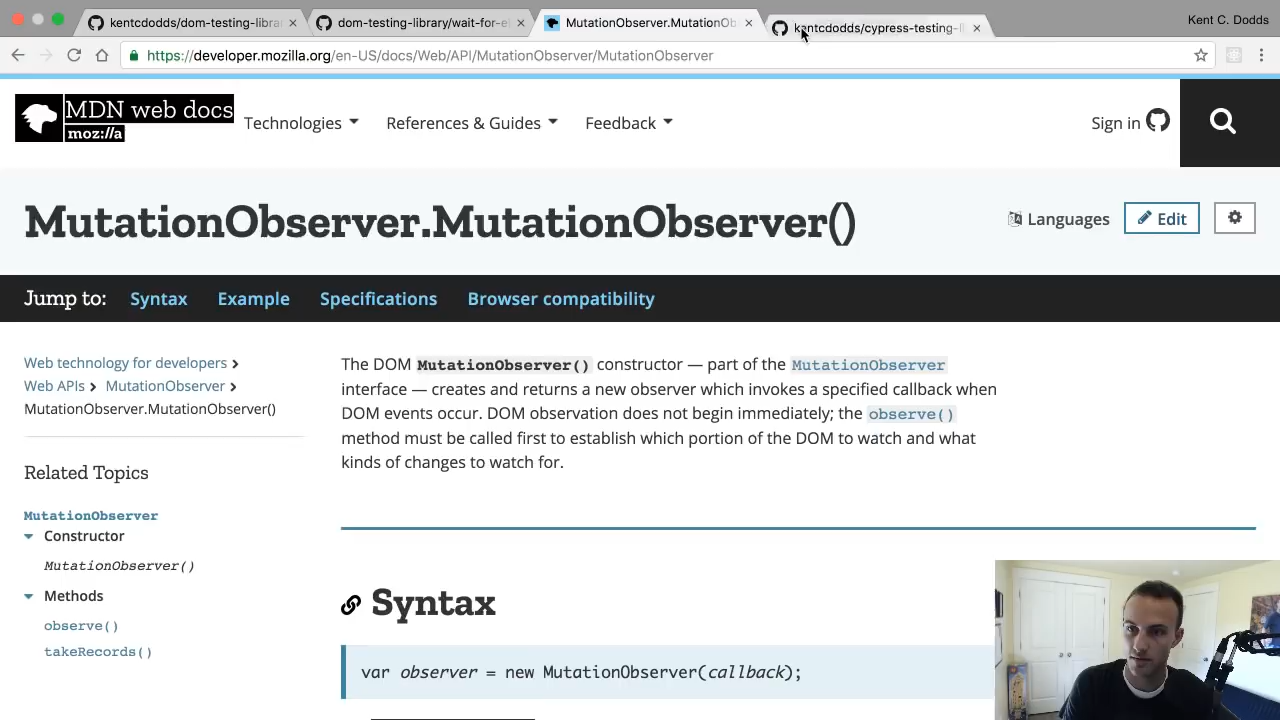 kentcdodds/dom-testing-libra
dom-testing-library/wait-for-el
MutationObserver.MutationOb
kentcdodds/cypress-testing-li
Kent C. Dodds
https://developer.mozilla.org/en-US/docs/Web/API/MutationObserver/MutationObserver
MDN web docs
moz://a
Technologies
References & Guides
Feedback
Sign in
MutationObserver.MutationObserver()
Languages
Edit
Jump to:
Syntax
Example
Specifications
Browser compatibility
Web technology for developers
Web APIs
MutationObserver
MutationObserver.MutationObserver()
Related Topics
MutationObserver
Constructor
MutationObserver()
Methods
observe()
takeRecords()
The DOM MutationObserver() constructor — part of the MutationObserver
interface — creates and returns a new observer which invokes a specified callback when
DOM events occur. DOM observation does not begin immediately; the observe()
method must be called first to establish which portion of the DOM to watch and what
kinds of changes to watch for.
Syntax
var observer = new MutationObserver(callback);